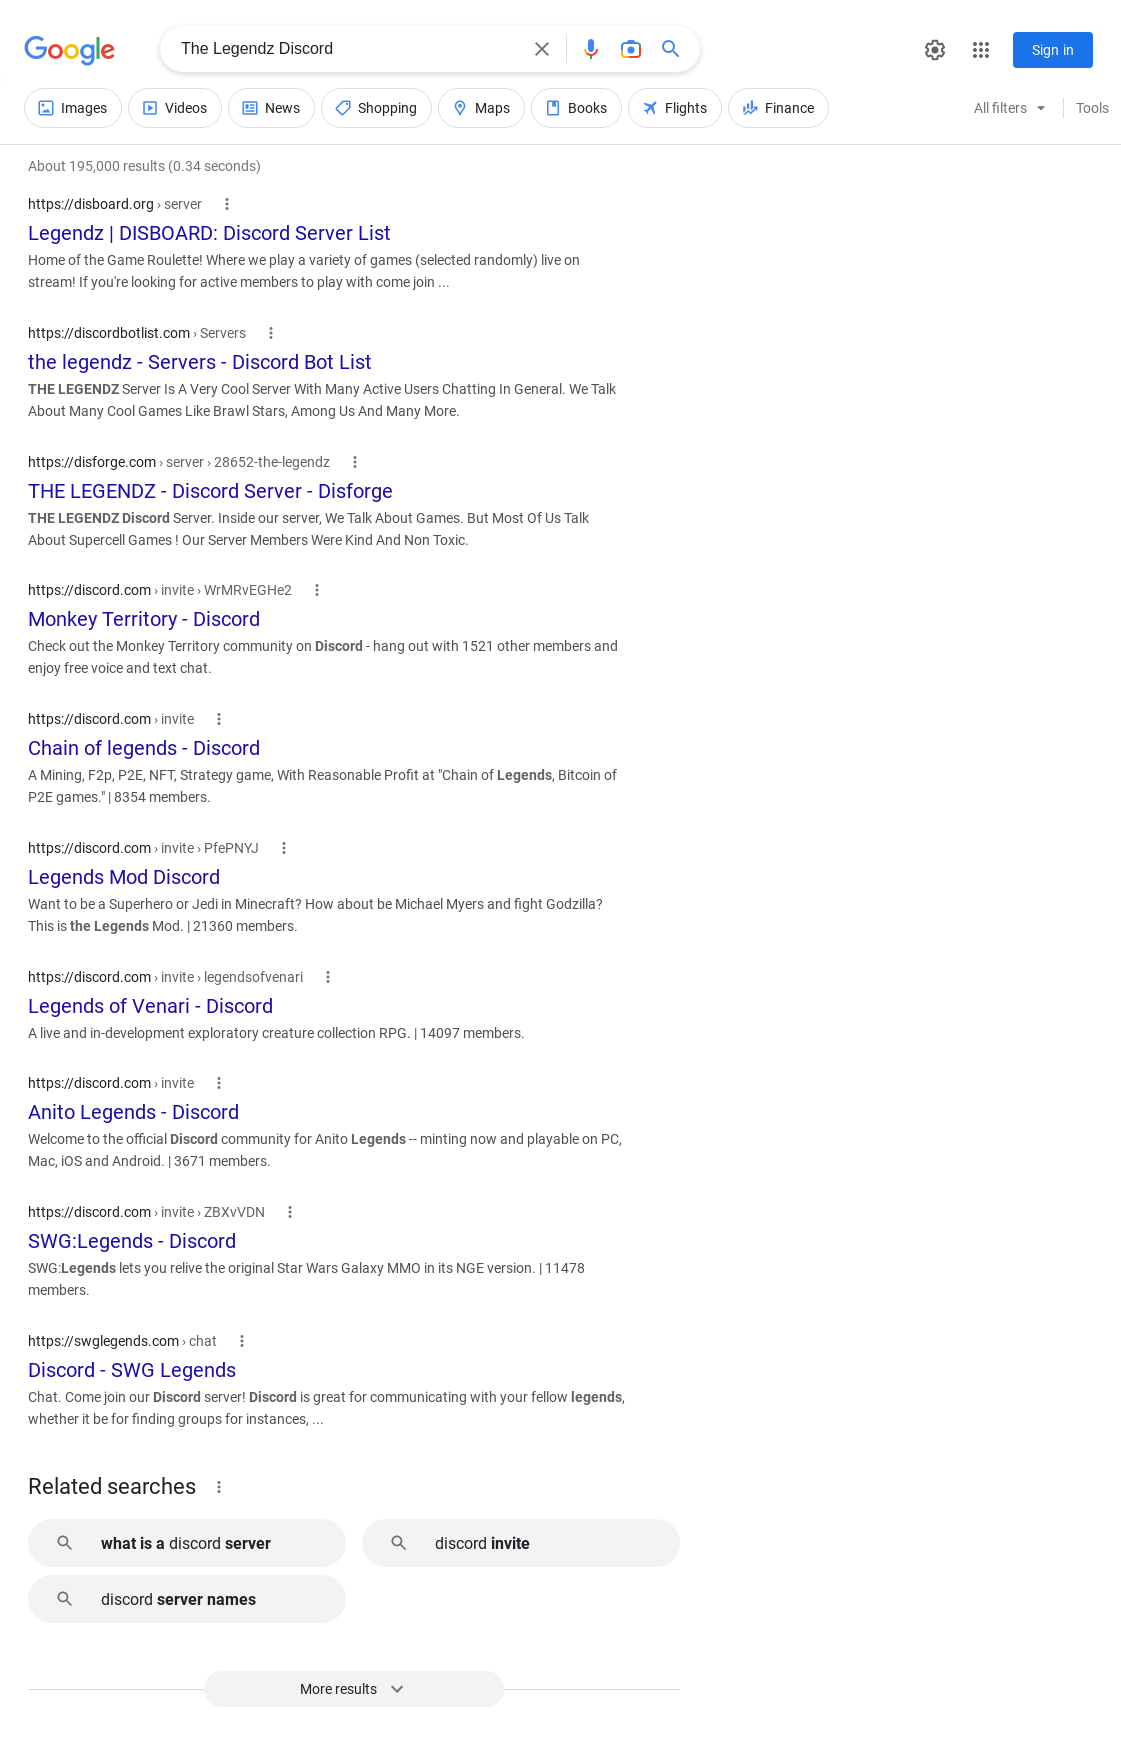 Google
The Legendz Discord
Sign in
Images
Videos
News
Shopping
Maps
Books
Flights
Finance
All filters
Tools
About 195,000 results (0.34 seconds)
https://disboard.org › server
Legendz | DISBOARD: Discord Server List
Home of the Game Roulette! Where we play a variety of games (selected randomly) live on
stream! If you're looking for active members to play with come join ...
https://discordbotlist.com › Servers
the legendz - Servers - Discord Bot List
THE LEGENDZ Server Is A Very Cool Server With Many Active Users Chatting In General. We Talk
About Many Cool Games Like Brawl Stars, Among Us And Many More.
https://disforge.com › server › 28652-the-legendz
THE LEGENDZ - Discord Server - Disforge
THE LEGENDZ Discord Server. Inside our server, We Talk About Games. But Most Of Us Talk
About Supercell Games ! Our Server Members Were Kind And Non Toxic.
https://discord.com › invite › WrMRvEGHe2
Monkey Territory - Discord
Check out the Monkey Territory community on Discord - hang out with 1521 other members and
enjoy free voice and text chat.
https://discord.com › invite
Chain of legends - Discord
A Mining, F2p, P2E, NFT, Strategy game, With Reasonable Profit at "Chain of Legends, Bitcoin of
P2E games." | 8354 members.
https://discord.com › invite › PfePNYJ
Legends Mod Discord
Want to be a Superhero or Jedi in Minecraft? How about be Michael Myers and fight Godzilla?
This is the Legends Mod. | 21360 members.
https://discord.com › invite › legendsofvenari
Legends of Venari - Discord
A live and in-development exploratory creature collection RPG. | 14097 members.
https://discord.com › invite
Anito Legends - Discord
Welcome to the official Discord community for Anito Legends -- minting now and playable on PC,
Mac, iOS and Android. | 3671 members.
https://discord.com › invite › ZBXvVDN
SWG:Legends - Discord
SWG:Legends lets you relive the original Star Wars Galaxy MMO in its NGE version. | 11478
members.
https://swglegends.com › chat
Discord - SWG Legends
Chat. Come join our Discord server! Discord is great for communicating with your fellow legends,
whether it be for finding groups for instances, ...
Related searches
what is a discord server
discord invite
discord server names
More results